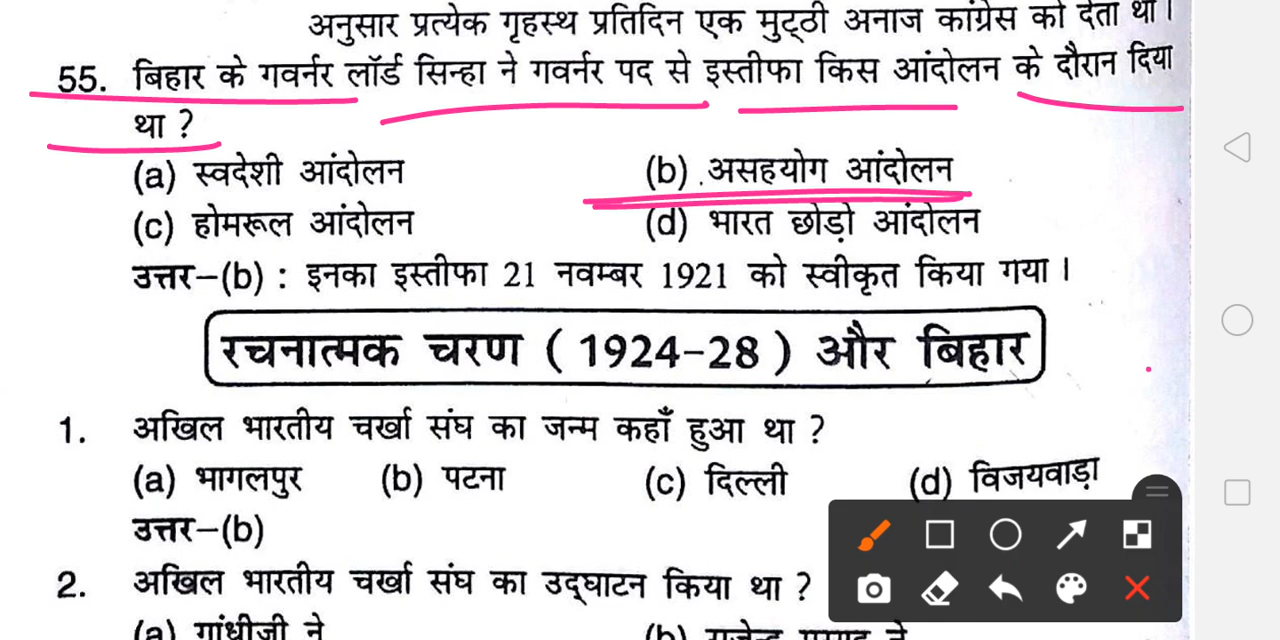 अनुसार प्रत्येक गृहस्थ प्रतिदिन एक मुट्ठी अनाज कांग्रेस को देता था।
55. बिहार के गवर्नर लॉर्ड सिन्हा ने गवर्नर पद से इस्तीफा किस आंदोलन के दौरान दिया
था ?
(a) स्वदेशी आंदोलन (b) असहयोग आंदोलन
(c) होमरूल आंदोलन (d) भारत छोड़ो आंदोलन
उत्तर–(b) : इनका इस्तीफा 21 नवम्बर 1921 को स्वीकृत किया गया ।
रचनात्मक चरण ( 1924–28 ) और बिहार
1. अखिल भारतीय चर्खा संघ का जन्म कहाँ हुआ था ?
(a) भागलपुर (b) पटना (c) दिल्ली (d) विजयवाड़ा
उत्तर–(b)
2. अखिल भारतीय चर्खा संघ का उद्घाटन किया था ?
(a) गांधीजी ने (b)